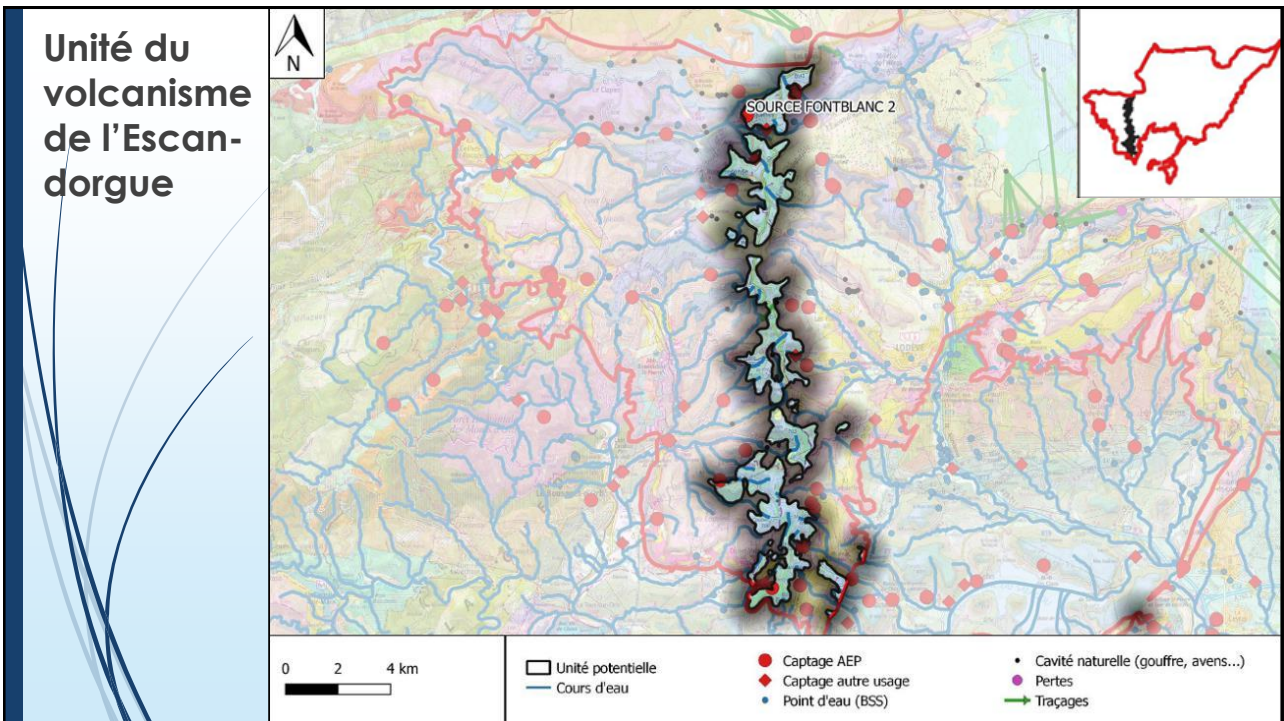 Unité du
volcanisme
de l’Escan-
dorgue
N
SOURCE FONTBLANC 2
LODÈVE
0 2 4 km
Unité potentielle
Cours d'eau
Captage AEP
Captage autre usage
Point d'eau (BSS)
Cavité naturelle (gouffre, avens...)
Pertes
Traçages